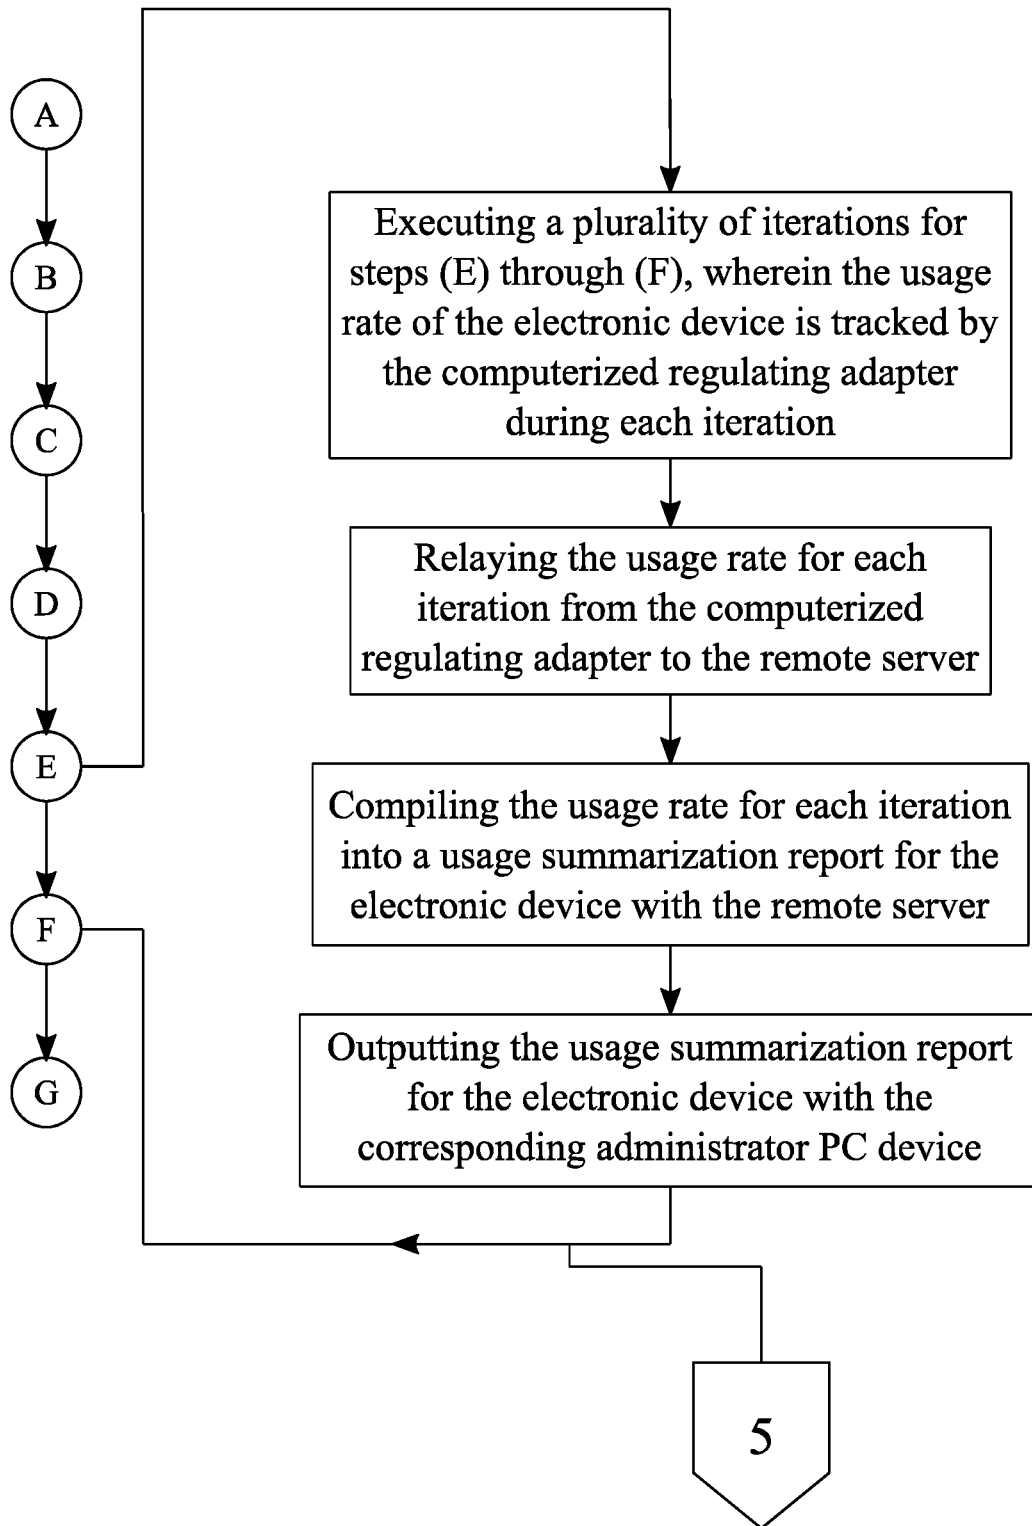 A
B
C
D
E
F
G
Executing a plurality of iterations for
steps (E) through (F), wherein the usage
rate of the electronic device is tracked by
the computerized regulating adapter
during each iteration
Relaying the usage rate for each
iteration from the computerized
regulating adapter to the remote server
Compiling the usage rate for each iteration
into a usage summarization report for the
electronic device with the remote server
Outputting the usage summarization report
for the electronic device with the
corresponding administrator PC device
5